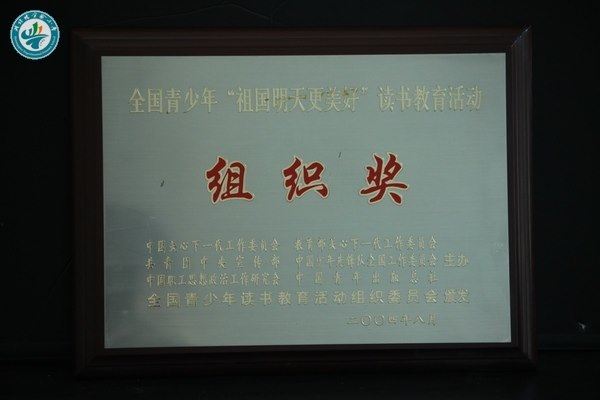 全国青少年“祖国明天更美好”读书教育活动
组织奖
中国关心下一代工作委员会 教育部关心下一代工作委员会
共青团中央宣传部 中国少年先锋队全国工作委员会 主办
中国职工思想政治工作研究会 中国青年出版总社
全国青少年读书教育活动组织委员会 颁发
二〇〇四年八月